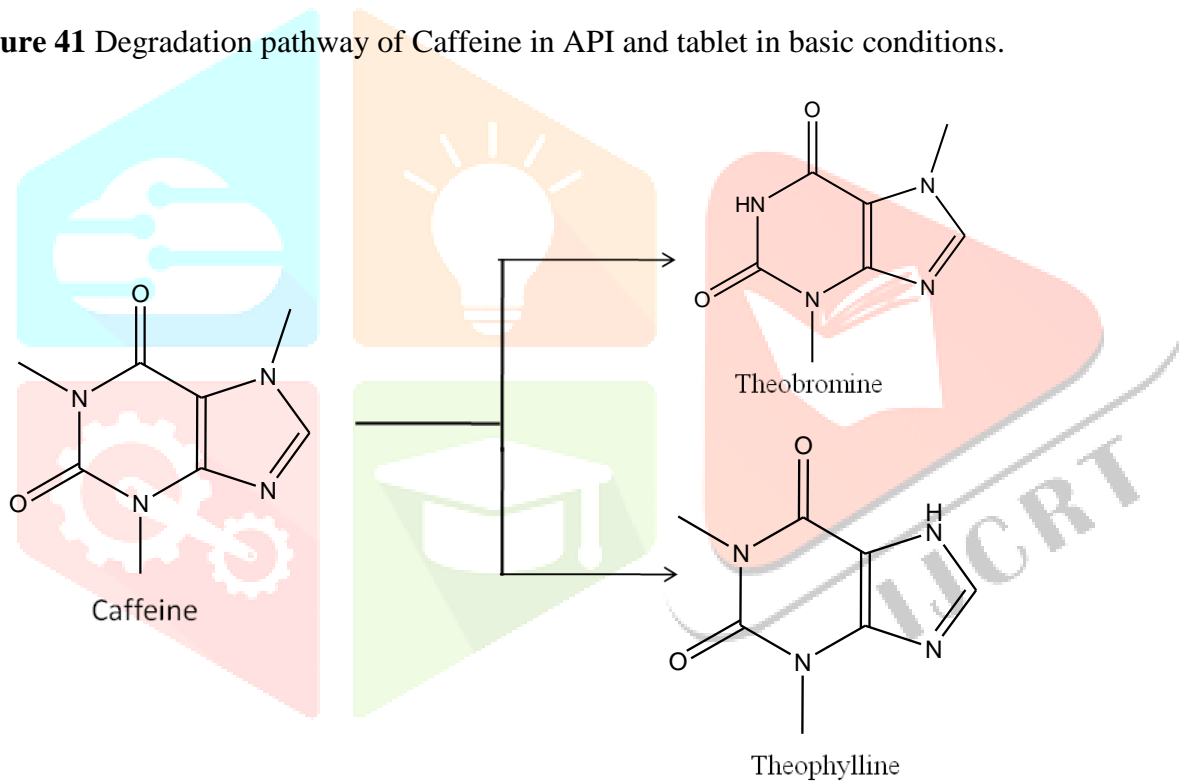 ure 41 Degradation pathway of Caffeine in API and tablet in basic conditions.
O
N
HN
O
N
N
Theobromine
O
N
N
O
N
N
Caffeine
O
H
N
N
O
N
N
Theophylline
IJCRT